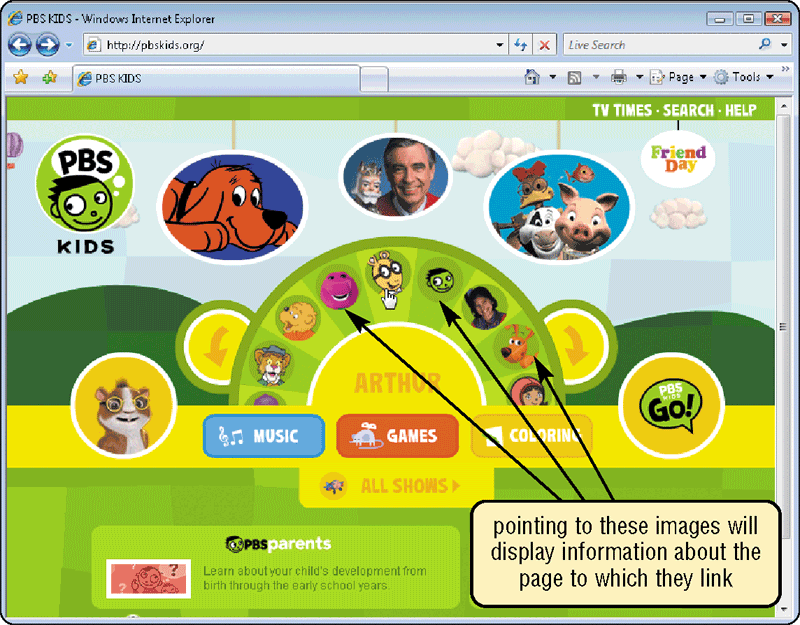 PBS KIDS - Windows Internet Explorer
http://pbskids.org/
Live Search
PBS KIDS
Page
Tools
TV TIMES · SEARCH · HELP
PBS
KIDS
Friend
Day
ARTHUR
PBS
KIDS
GO!
MUSIC
GAMES
COLORING
ALL SHOWS
PBS parents
Learn about your child's development from
birth through the early school years.
pointing to these images will
display information about the
page to which they link